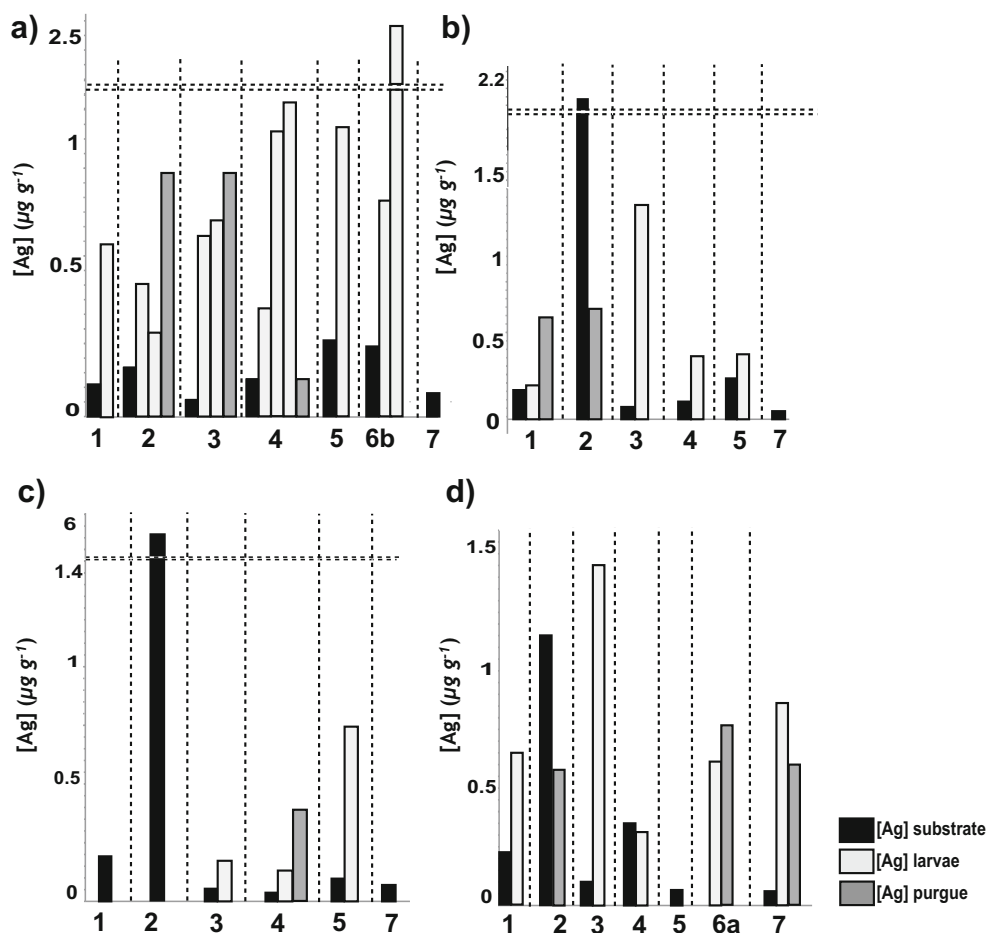 a)
2.5
1
0.5
0
[Ag] (µg g⁻¹)
1 2 3 4 5 6b 7
b)
2.2
1.5
1
0.5
0
[Ag] (µg g⁻¹)
1 2 3 4 5 7
c)
6
1.4
1
0.5
0
[Ag] (µg g⁻¹)
1 2 3 4 5 7
d)
1.5
1
0.5
0
[Ag] (µg g⁻¹)
1 2 3 4 5 6a 7
[Ag] substrate
[Ag] larvae
[Ag] purgue